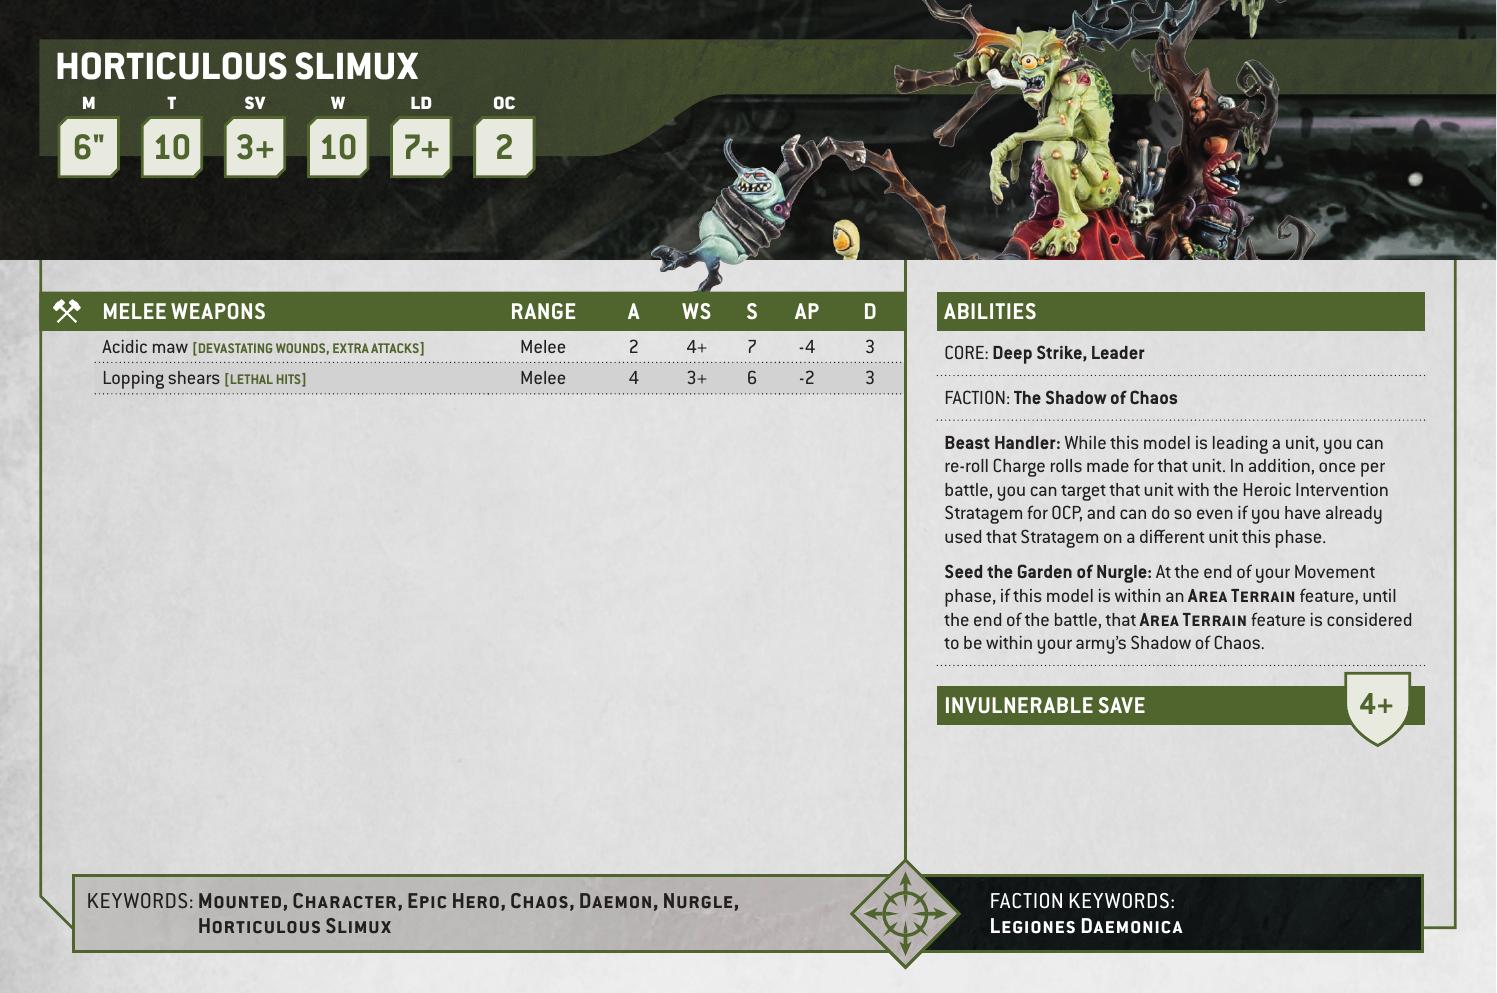 HORTICULOUS SLIMUX
M T SV W LD OC
6" 10 3+ 10 7+ 2
MELEE WEAPONS RANGE A WS S AP D
Acidic maw [DEVASTATING WOUNDS, EXTRA ATTACKS] Melee 2 4+ 7 -4 3
Lopping shears [LETHAL HITS] Melee 4 3+ 6 -2 3
ABILITIES
CORE: Deep Strike, Leader
FACTION: The Shadow of Chaos
Beast Handler: While this model is leading a unit, you can
re-roll Charge rolls made for that unit. In addition, once per
battle, you can target that unit with the Heroic Intervention
Stratagem for 0CP, and can do so even if you have already
used that Stratagem on a different unit this phase.
Seed the Garden of Nurgle: At the end of your Movement
phase, if this model is within an AREA TERRAIN feature, until
the end of the battle, that AREA TERRAIN feature is considered
to be within your army's Shadow of Chaos.
INVULNERABLE SAVE 4+
KEYWORDS: MOUNTED, CHARACTER, EPIC HERO, CHAOS, DAEMON, NURGLE,
HORTICULOUS SLIMUX
FACTION KEYWORDS:
LEGIONES DAEMONICA